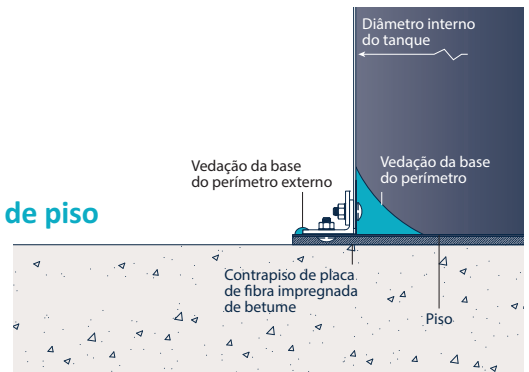 Diâmetro interno
do tanque
Vedação da base
do perímetro externo
Vedação da base
do perímetro
de piso
Contrapiso de placa
de fibra impregnada
de betume
Piso